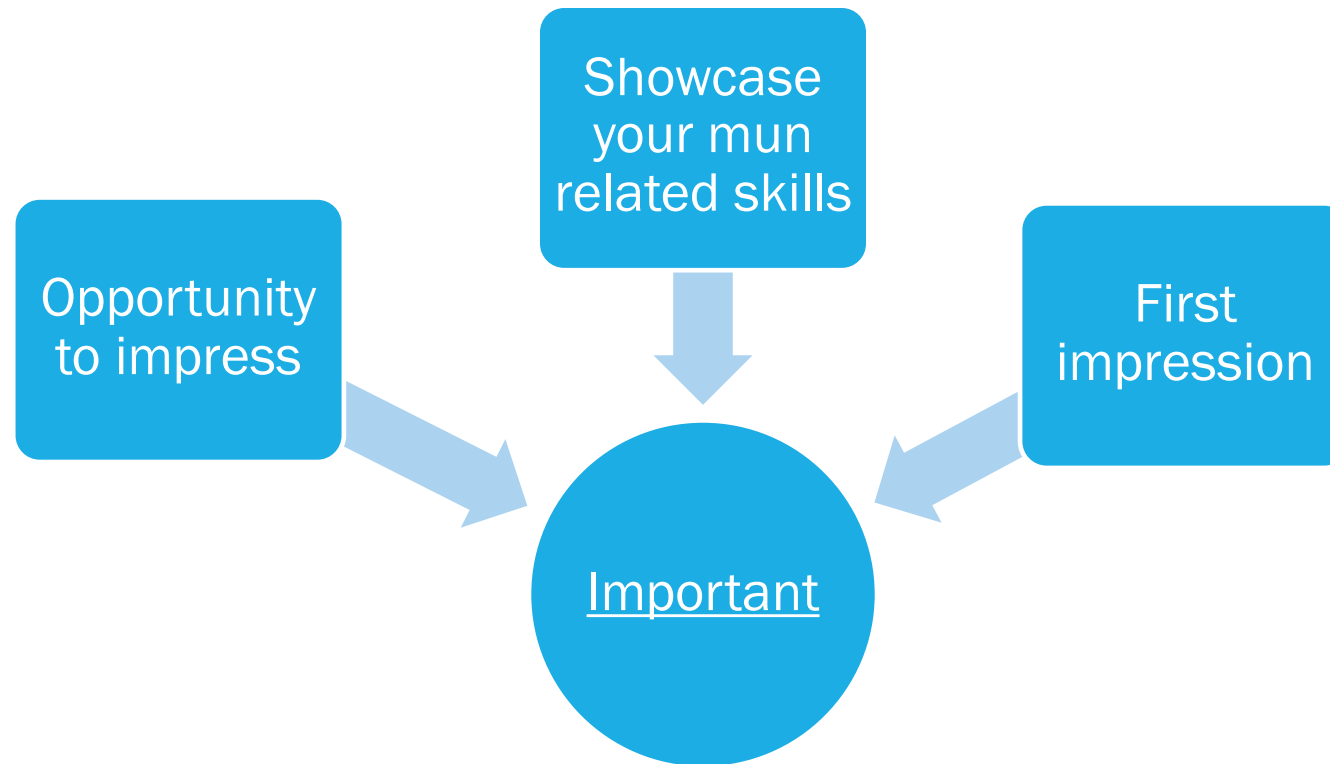 Opportunity
to impress
Showcase
your mun
related skills
First
impression
Important